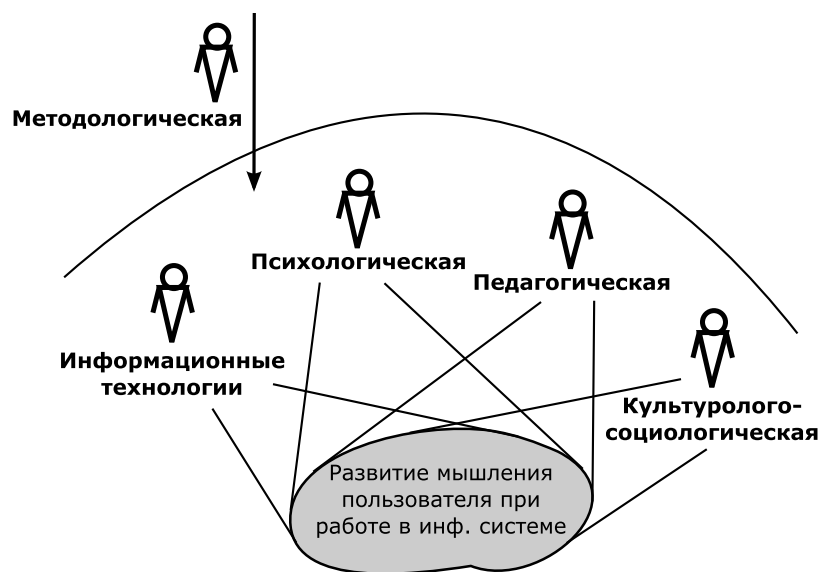 Методологическая
Психологическая
Педагогическая
Информационные
технологии
Культуролого-
социологическая
Развитие мышления
пользователя при
работе в инф. системе